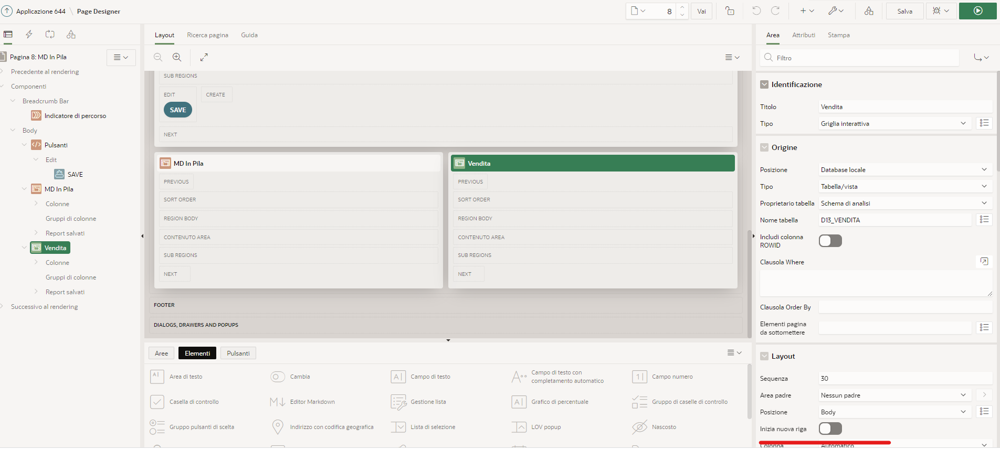 Applicazione 644 \ Page Designer
8
Vai
Salva
Pagina 8: MD In Pila
Precedente al rendering
Componenti
Breadcrumb Bar
Indicatore di percorso
Body
Pulsanti
Edit
SAVE
MD In Pila
Colonne
Gruppi di colonne
Report salvati
Vendita
Colonne
Gruppi di colonne
Report salvati
Successivo al rendering
Layout Ricerca pagina Guida
SUB REGIONS
EDIT CREATE
SAVE
NEXT
MD In Pila
PREVIOUS
SORT ORDER
REGION BODY
CONTENUTO AREA
SUB REGIONS
NEXT
Vendita
PREVIOUS
SORT ORDER
REGION BODY
CONTENUTO AREA
SUB REGIONS
NEXT
FOOTER
DIALOGS, DRAWERS AND POPUPS
Aree Elementi Pulsanti
Area di testo
Cambia
Campo di testo
Campo di testo con
completamento automatico
Campo numero
Casella di controllo
Editor Markdown
Gestione lista
Grafico di percentuale
Gruppo di caselle di controllo
Gruppo pulsanti di scelta
Indirizzo con codifica geografica
Lista di selezione
LOV popup
Nascosto
Area Attributi Stampa
Filtro
Identificazione
Titolo Vendita
Tipo Griglia interattiva
Origine
Posizione Database locale
Tipo Tabella/vista
Proprietario tabella Schema di analisi
Nome tabella D13_VENDITA
Includi colonna
ROWID
Clausola Where
Clausola Order By
Elementi pagina
da sottomettere
Layout
Sequenza 30
Area padre Nessun padre
Posizione Body
Inizia nuova riga
Colonna Automatico